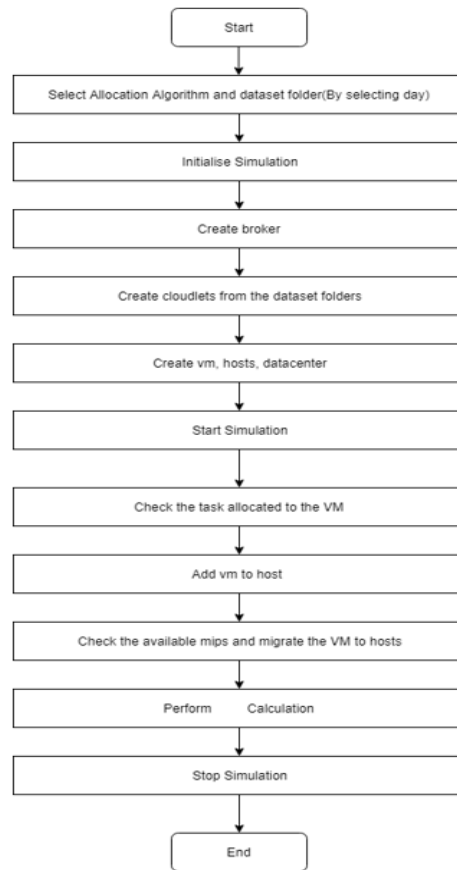 Start
Select Allocation Algorithm and dataset folder(By selecting day)
Initialise Simulation
Create broker
Create cloudlets from the dataset folders
Create vm, hosts, datacenter
Start Simulation
Check the task allocated to the VM
Add vm to host
Check the available mips and migrate the VM to hosts
Perform Calculation
Stop Simulation
End